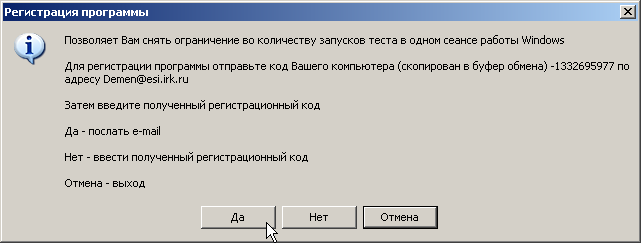 Регистрация программы
Позволяет Вам снять ограничение во количеству запусков теста в одном сеансе работы Windows
Для регистрации программы отправьте код Вашего компьютера (скопирован в буфер обмена) -1332695977 по
адресу Demen@esi.irk.ru
Затем введите полученный регистрационный код
Да - послать e-mail
Нет - ввести полученный регистрационный код
Отмена - выход
Да
Нет
Отмена